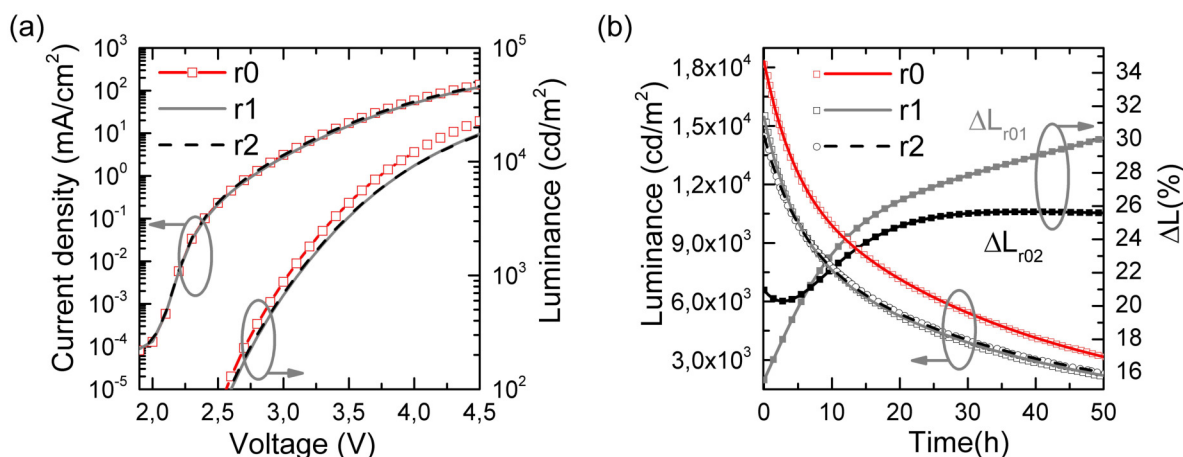 (a)
Current density (mA/cm²)
10³
10²
10¹
10⁰
10⁻¹
10⁻²
10⁻³
10⁻⁴
10⁻⁵
r0
r1
r2
2,0 2,5 3,0 3,5 4,0 4,5
Voltage (V)
10⁵
10⁴
10³
10²
Luminance (cd/m²)
(b)
Luminance (cd/m²)
1,8x10⁴
1,5x10⁴
1,2x10⁴
9,0x10³
6,0x10³
3,0x10³
r0
r1
r2
ΔL_r01
ΔL_r02
0 10 20 30 40 50
Time(h)
34
32
30
28
26
24
22
20
18
16
ΔL(%)